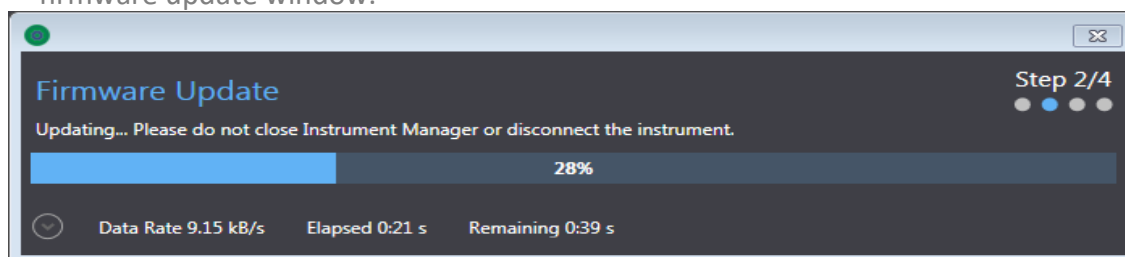 firmware update window:
Firmware Update
Step 2/4
Updating... Please do not close Instrument Manager or disconnect the instrument.
28%
Data Rate 9.15 kB/s Elapsed 0:21 s Remaining 0:39 s